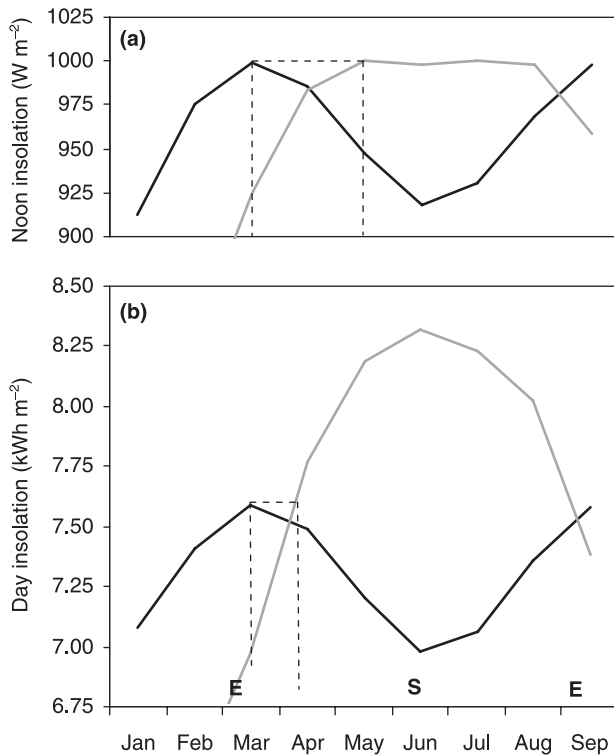 (a)
Noon insolation (W m⁻²)
1025
1000
975
950
925
900
(b)
Day insolation (kWh m⁻²)
8.50
8.25
8.00
7.75
7.50
7.25
7.00
6.75
E S E
Jan Feb Mar Apr May Jun Jul Aug Sep